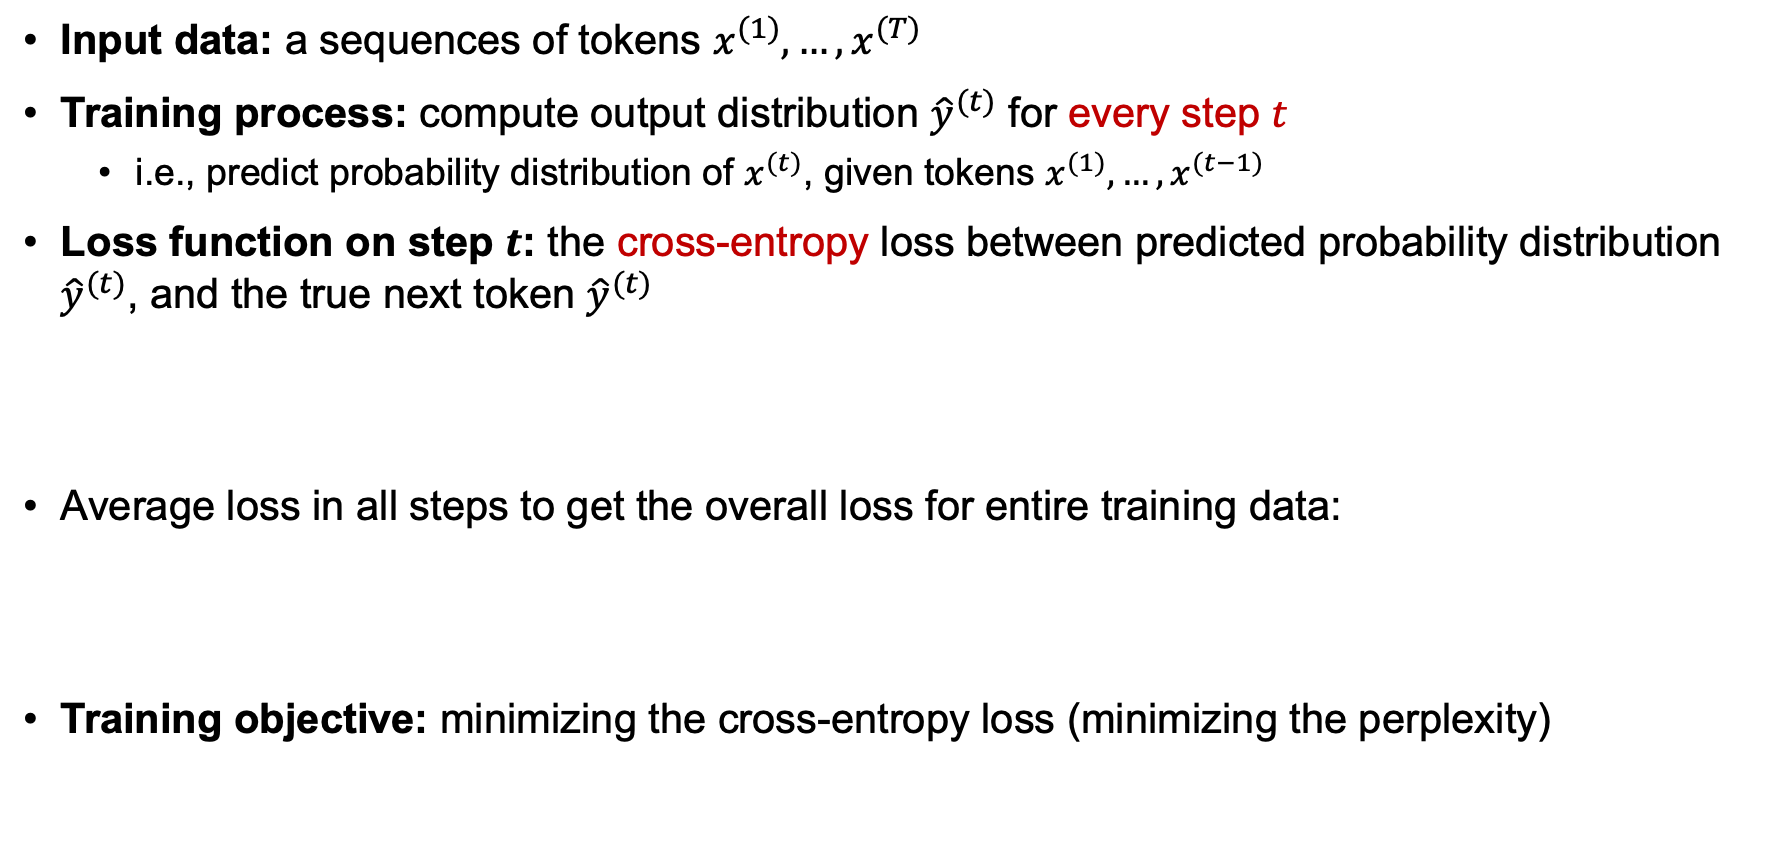 • Input data: a sequences of tokens x^(1), …, x^(T)
• Training process: compute output distribution ŷ^(t) for every step t
• i.e., predict probability distribution of x^(t), given tokens x^(1), …, x^(t−1)
• Loss function on step t: the cross-entropy loss between predicted probability distribution
ŷ^(t), and the true next token ŷ^(t)
• Average loss in all steps to get the overall loss for entire training data:
• Training objective: minimizing the cross-entropy loss (minimizing the perplexity)